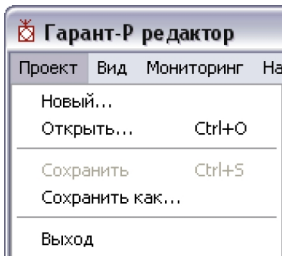 Гарант-Р редактор
Проект Вид Мониторинг На
Новый...
Открыть... Ctrl+O
Сохранить Ctrl+S
Сохранить как...
Выход